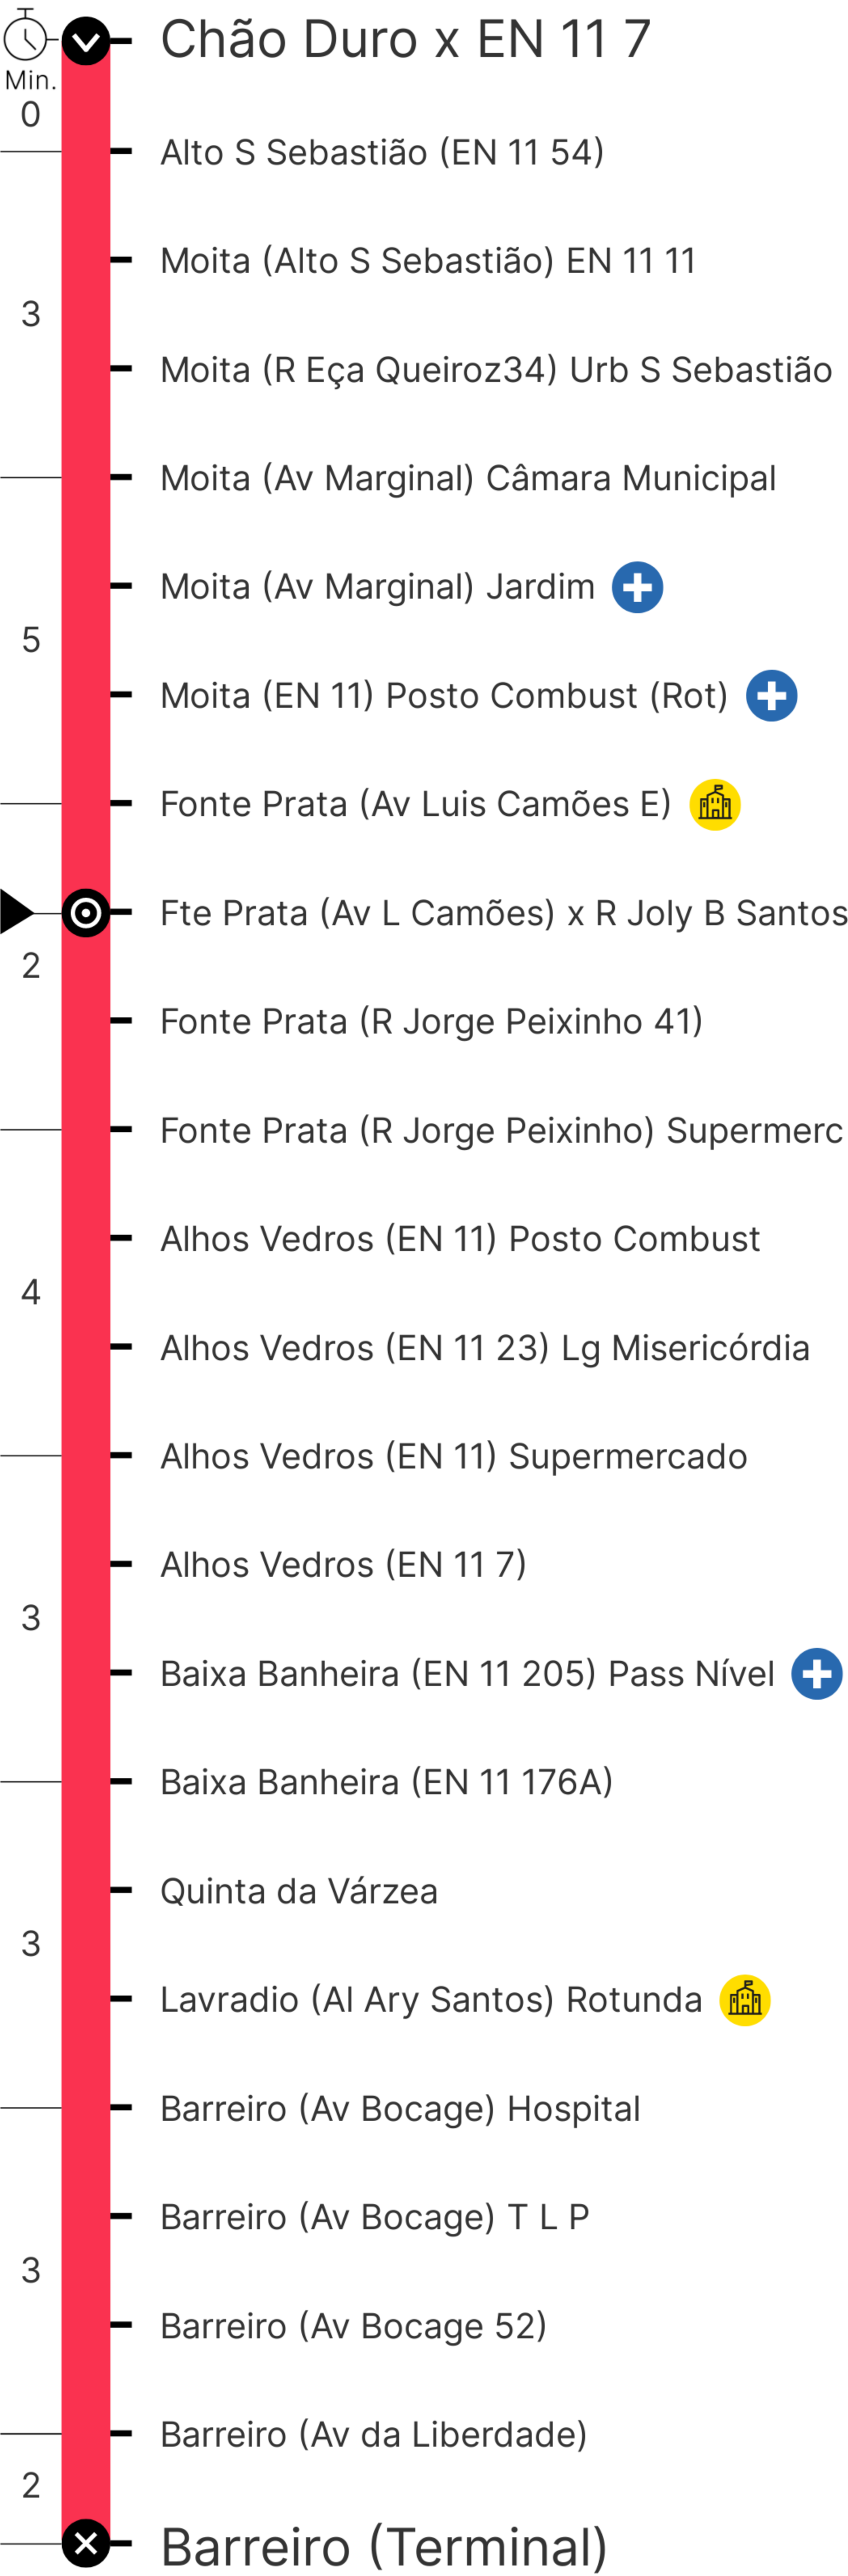 Chão Duro x EN 11 7
Min.
0
Alto S Sebastião (EN 11 54)
Moita (Alto S Sebastião) EN 11 11
3
Moita (R Eça Queiroz34) Urb S Sebastião
Moita (Av Marginal) Câmara Municipal
Moita (Av Marginal) Jardim
5
Moita (EN 11) Posto Combust (Rot)
Fonte Prata (Av Luis Camões E)
Fte Prata (Av L Camões) x R Joly B Santos
2
Fonte Prata (R Jorge Peixinho 41)
Fonte Prata (R Jorge Peixinho) Supermerc
Alhos Vedros (EN 11) Posto Combust
4
Alhos Vedros (EN 11 23) Lg Misericórdia
Alhos Vedros (EN 11) Supermercado
Alhos Vedros (EN 11 7)
3
Baixa Banheira (EN 11 205) Pass Nível
Baixa Banheira (EN 11 176A)
Quinta da Várzea
3
Lavradio (Al Ary Santos) Rotunda
Barreiro (Av Bocage) Hospital
Barreiro (Av Bocage) T L P
3
Barreiro (Av Bocage 52)
Barreiro (Av da Liberdade)
2
Barreiro (Terminal)